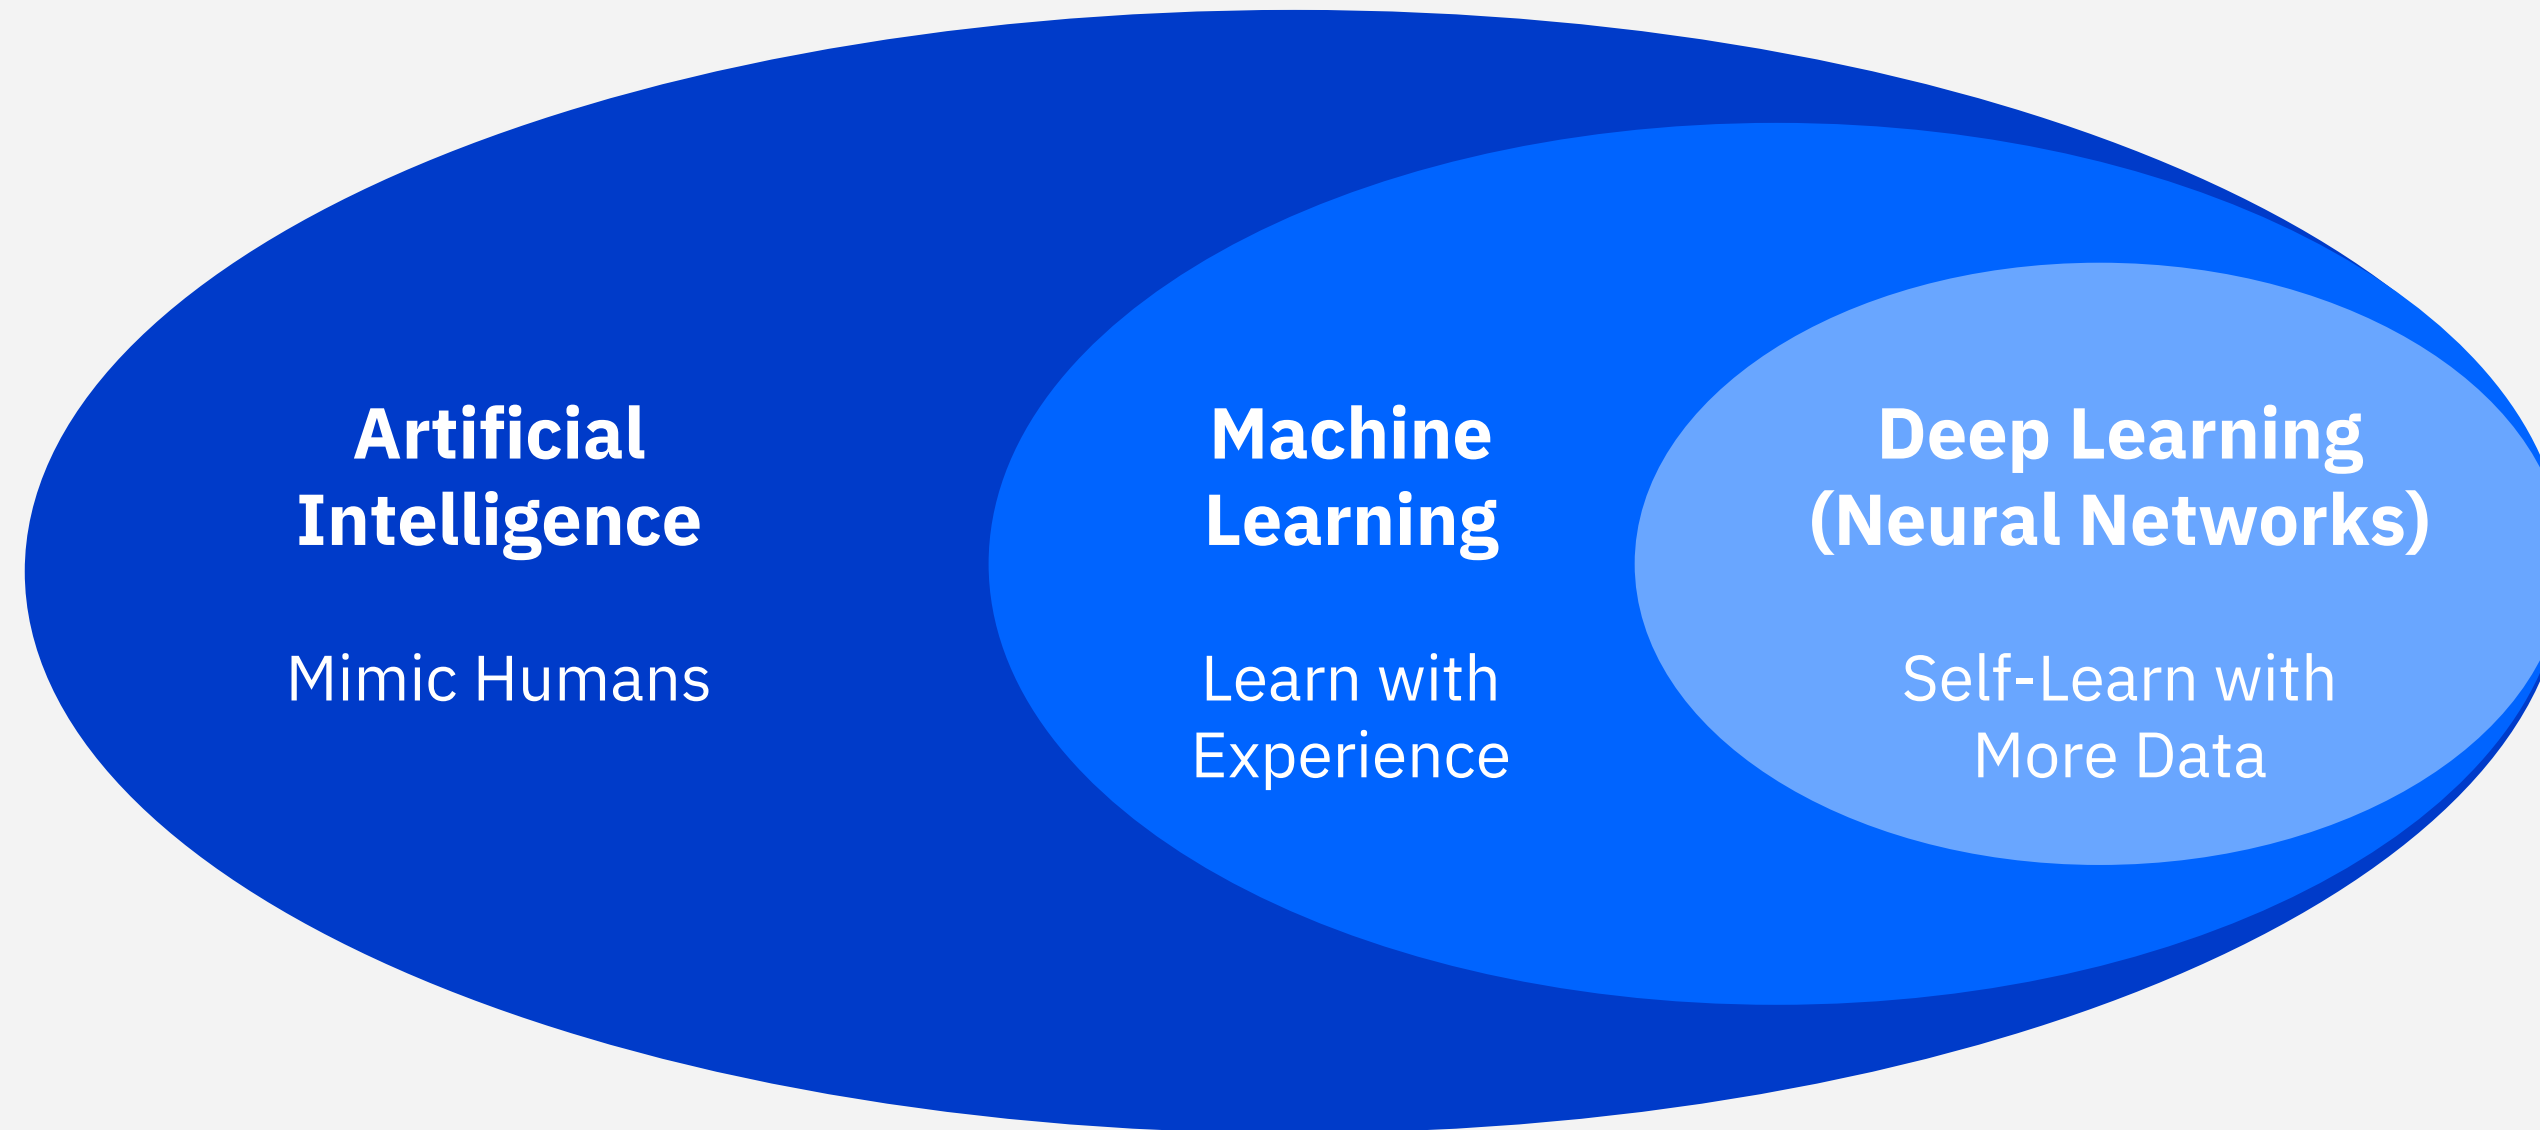 Artificial
Intelligence
Mimic Humans
Machine
Learning
Learn with
Experience
Deep Learning
(Neural Networks)
Self-Learn with
More Data